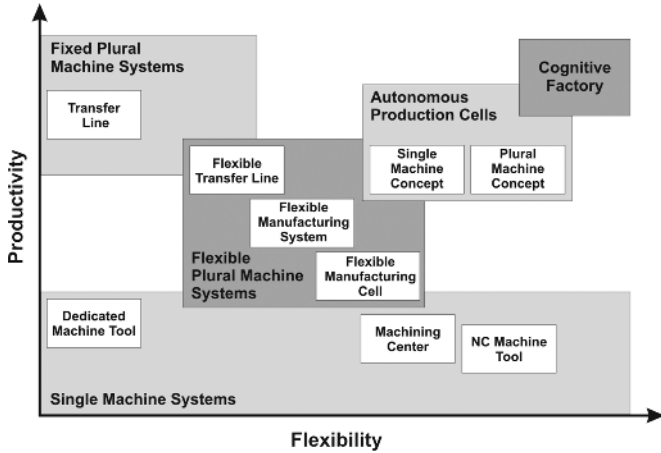 Fixed Plural
Machine Systems
Transfer
Line
Cognitive
Factory
Autonomous
Production Cells
Single
Machine
Concept
Plural
Machine
Concept
Flexible
Transfer Line
Flexible
Manufacturing
System
Flexible
Manufacturing
Cell
Flexible
Plural Machine
Systems
Dedicated
Machine Tool
Machining
Center
NC Machine
Tool
Single Machine Systems
Productivity
Flexibility